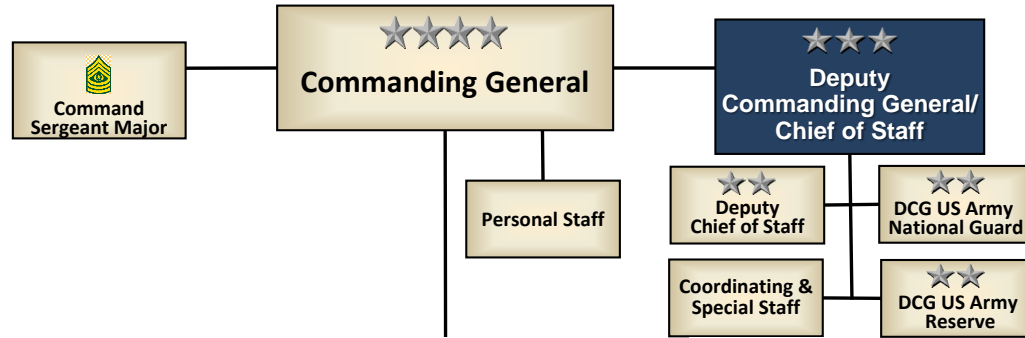 Command
Sergeant Major
Commanding General
Deputy
Commanding General/
Chief of Staff
Personal Staff
Deputy
Chief of Staff
DCG US Army
National Guard
Coordinating &
Special Staff
DCG US Army
Reserve